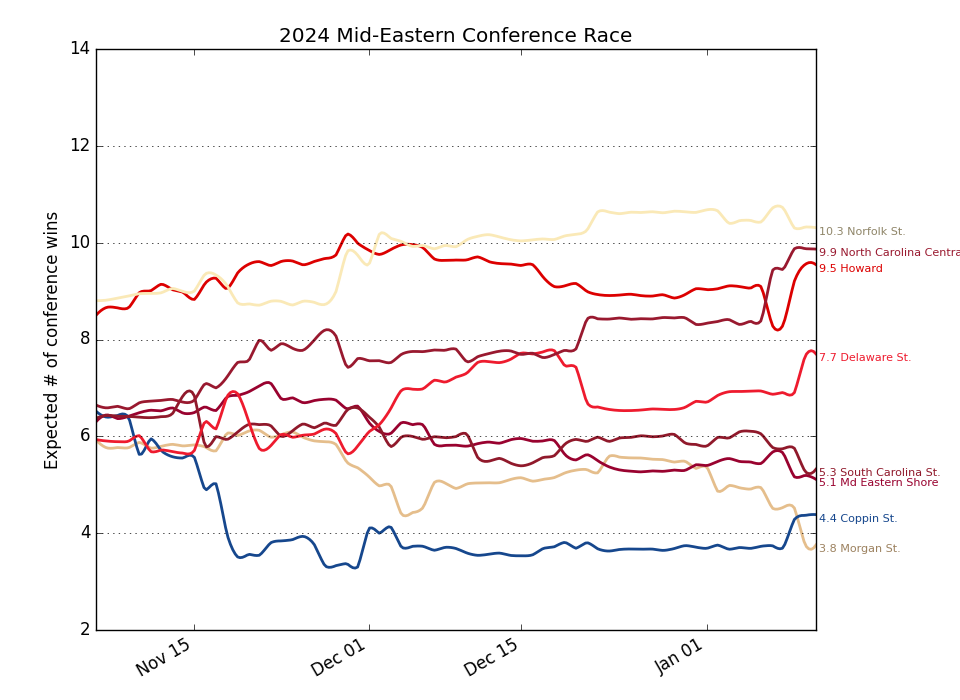 2024 Mid-Eastern Conference Race
Expected # of conference wins
14
12
10
8
6
4
2
Nov 15
Dec 01
Dec 15
Jan 01
10.3 Norfolk St.
9.9 North Carolina Centra
9.5 Howard
7.7 Delaware St.
5.3 South Carolina St.
5.1 Md Eastern Shore
4.4 Coppin St.
3.8 Morgan St.